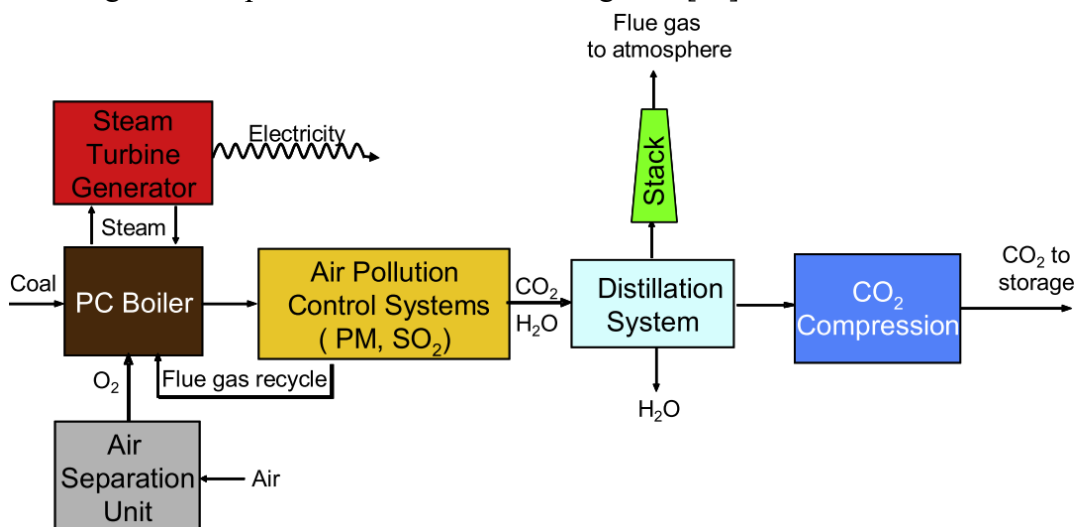 Flue gas
to atmosphere
Steam
Turbine
Generator
Electricity
Stack
Steam
Coal
PC Boiler
Air Pollution
Control Systems
( PM, SO₂)
CO₂
H₂O
Distillation
System
CO₂
Compression
CO₂ to
storage
O₂
Flue gas recycle
H₂O
Air
Separation
Unit
Air